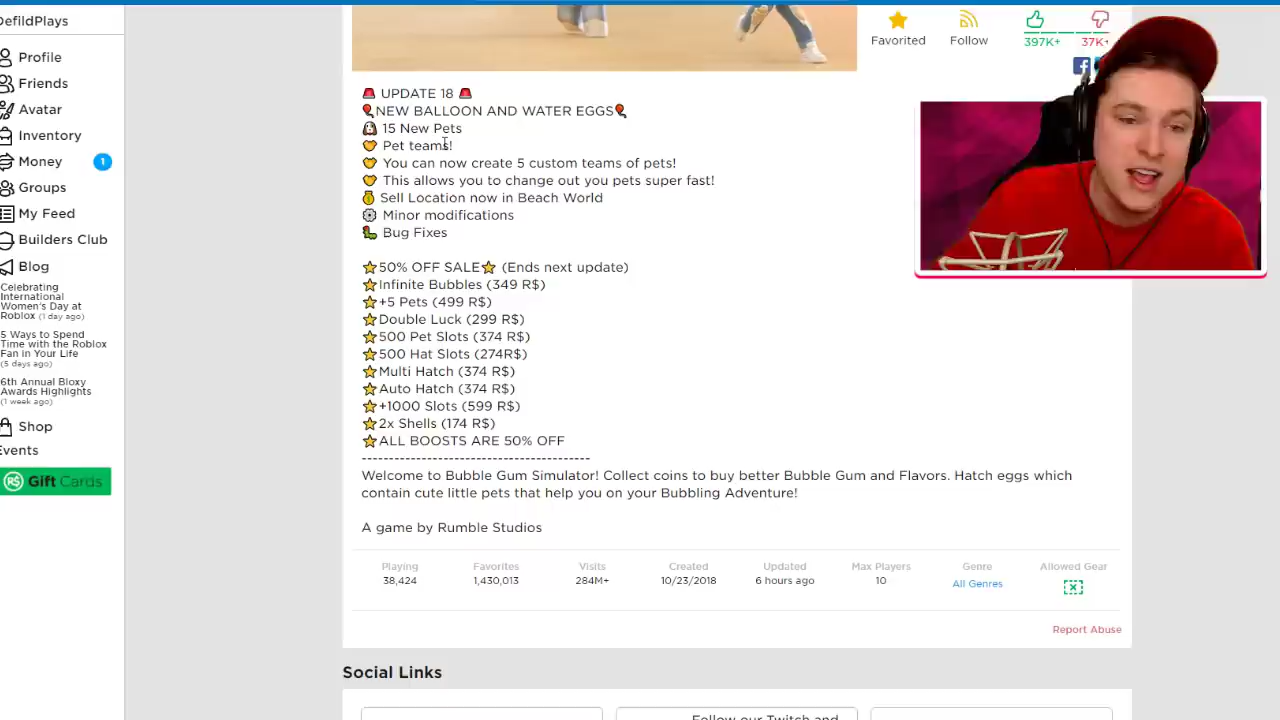 DefildPlays
Profile
Friends
Avatar
Inventory
Money 1
Groups
My Feed
Builders Club
Blog
Celebrating
International
Women's Day at
Roblox (1 day ago)
5 Ways to Spend
Time with the Roblox
Fan in Your Life
(5 days ago)
6th Annual Bloxy
Awards Highlights
(1 week ago)
Shop
Events
R$ Gift Cards
Favorited
Follow
397K+
37K+
UPDATE 18
NEW BALLOON AND WATER EGGS
15 New Pets
Pet teams!
You can now create 5 custom teams of pets!
This allows you to change out you pets super fast!
Sell Location now in Beach World
Minor modifications
Bug Fixes
50% OFF SALE (Ends next update)
Infinite Bubbles (349 R$)
+5 Pets (499 R$)
Double Luck (299 R$)
500 Pet Slots (374 R$)
500 Hat Slots (274R$)
Multi Hatch (374 R$)
Auto Hatch (374 R$)
+1000 Slots (599 R$)
2x Shells (174 R$)
ALL BOOSTS ARE 50% OFF
----------------------------------------
Welcome to Bubble Gum Simulator! Collect coins to buy better Bubble Gum and Flavors. Hatch eggs which
contain cute little pets that help you on your Bubbling Adventure!
A game by Rumble Studios
Playing Favorites Visits Created Updated Max Players Genre Allowed Gear
38,424 1,430,013 284M+ 10/23/2018 6 hours ago 10 All Genres
Report Abuse
Social Links
Follow our Twitch and